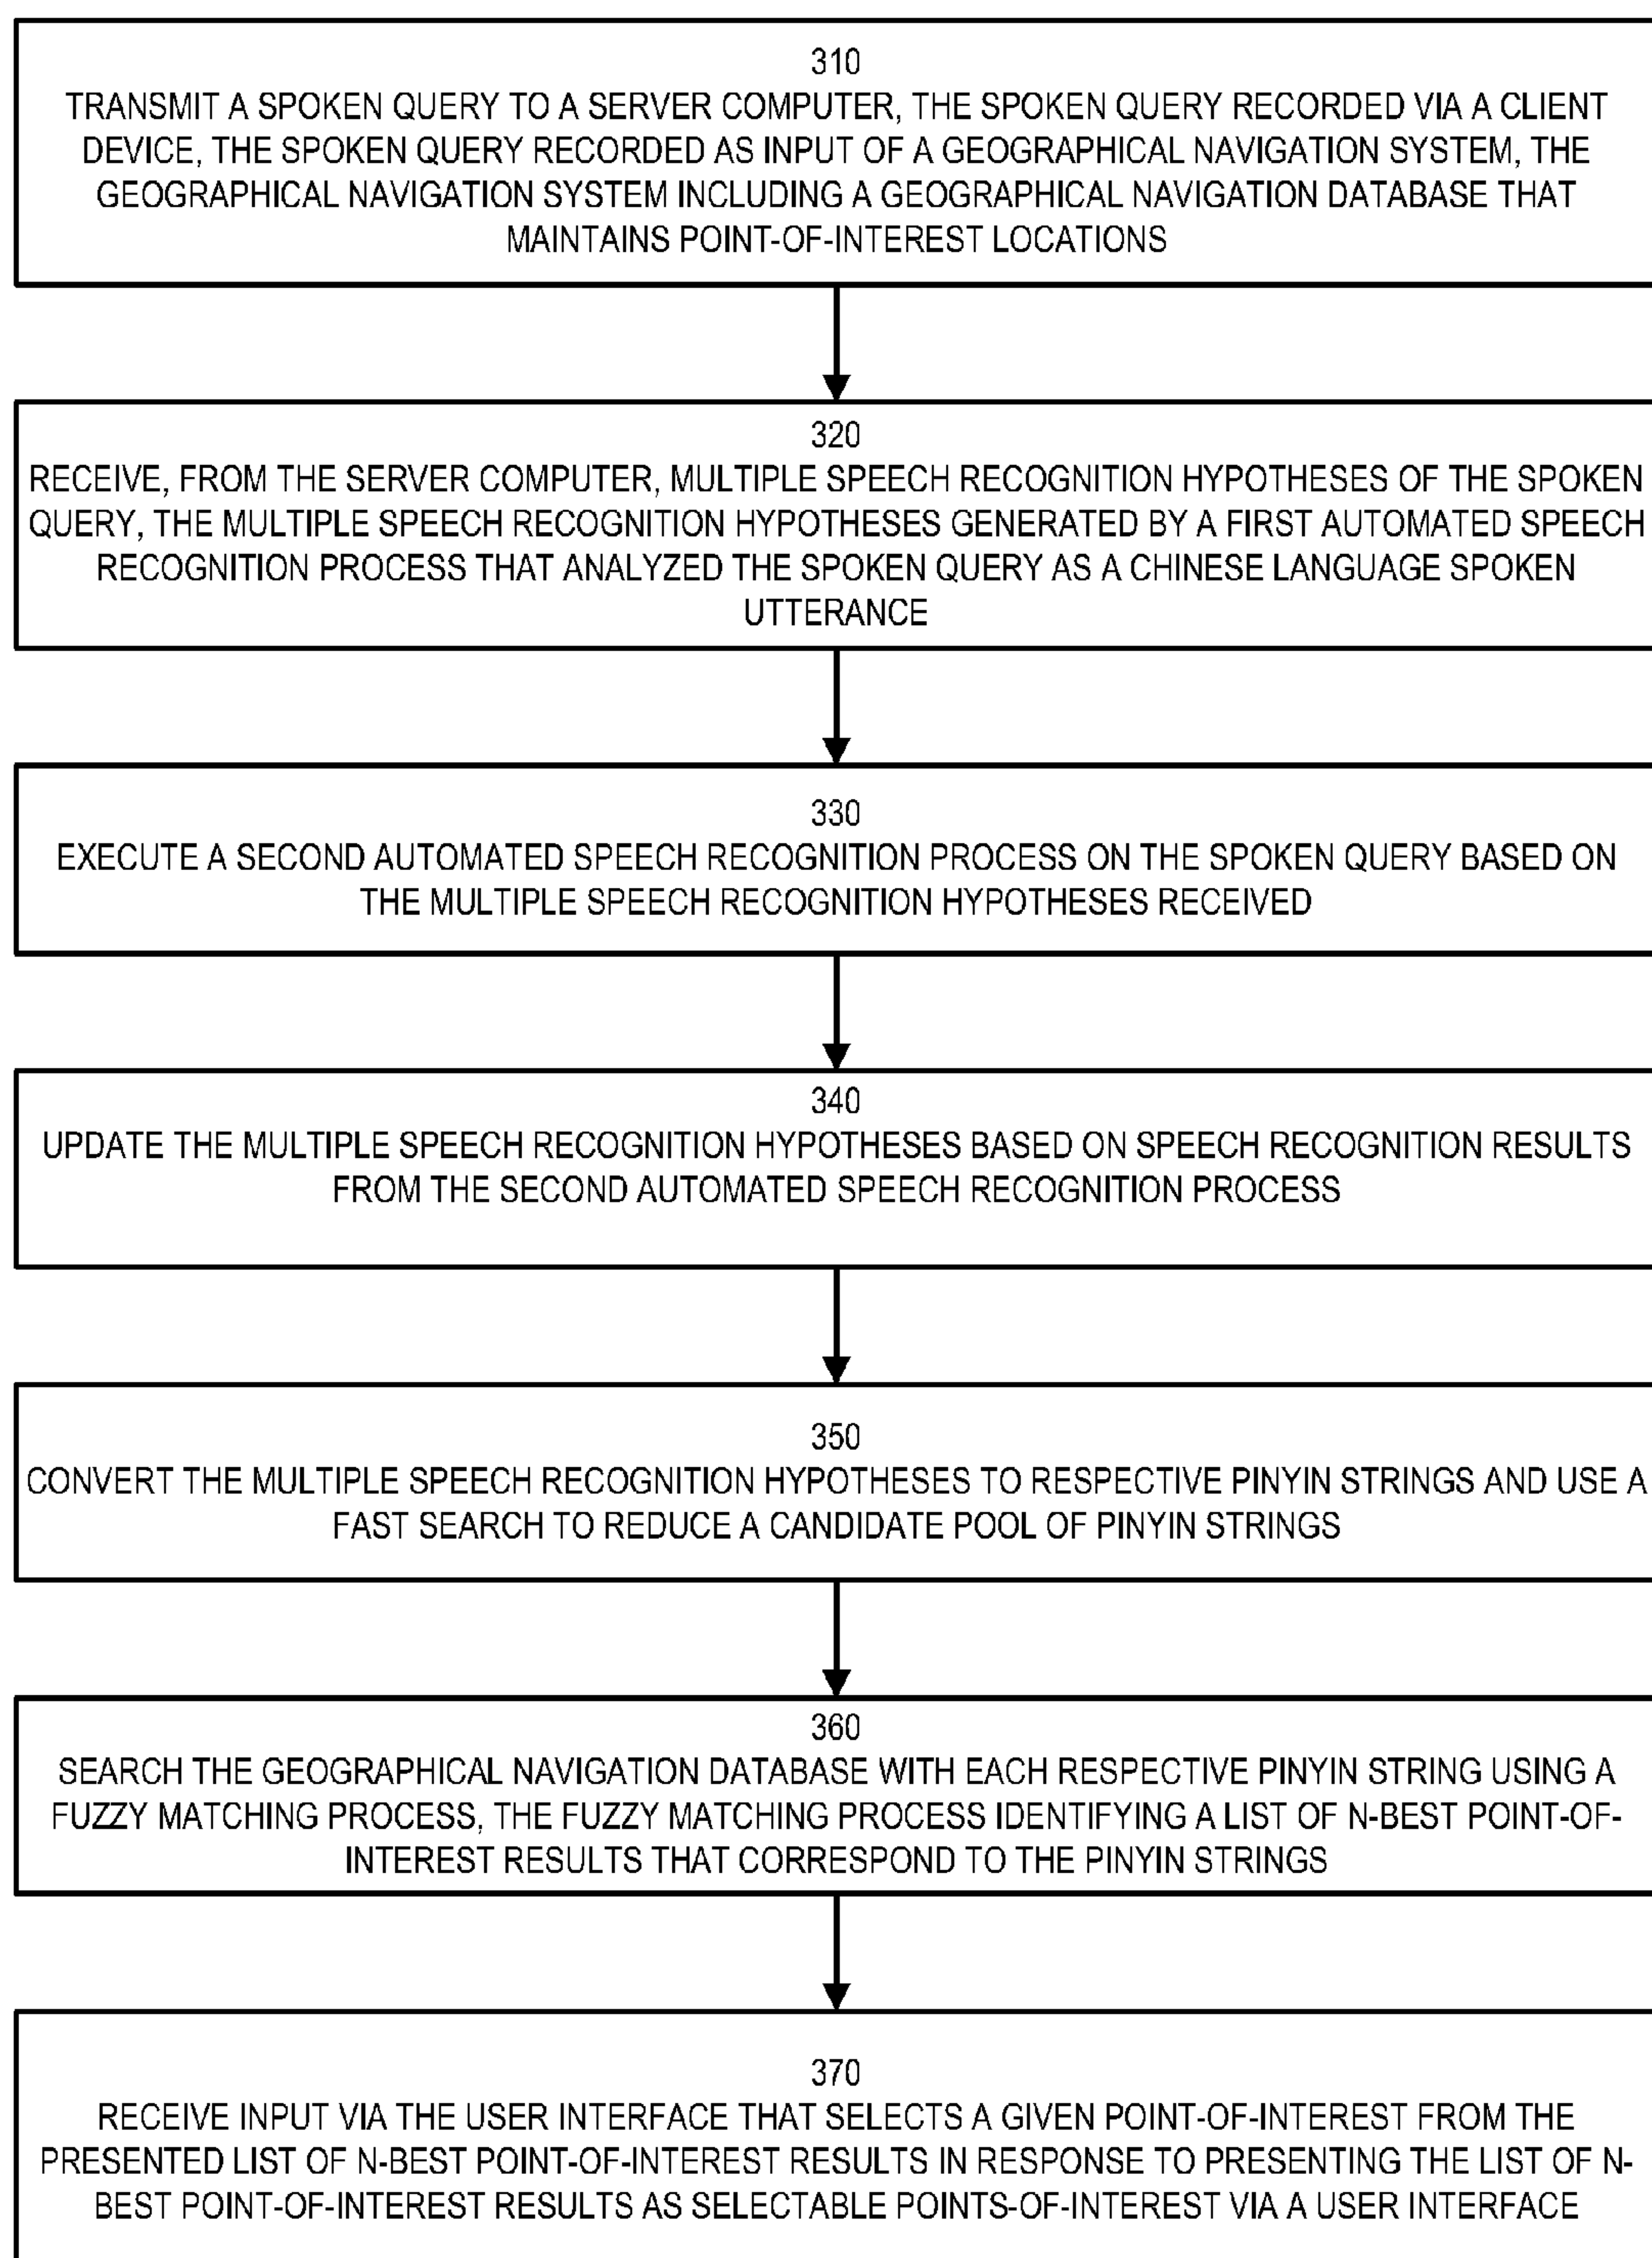 310
TRANSMIT A SPOKEN QUERY TO A SERVER COMPUTER, THE SPOKEN QUERY RECORDED VIA A CLIENT
DEVICE, THE SPOKEN QUERY RECORDED AS INPUT OF A GEOGRAPHICAL NAVIGATION SYSTEM, THE
GEOGRAPHICAL NAVIGATION SYSTEM INCLUDING A GEOGRAPHICAL NAVIGATION DATABASE THAT
MAINTAINS POINT-OF-INTEREST LOCATIONS
320
RECEIVE, FROM THE SERVER COMPUTER, MULTIPLE SPEECH RECOGNITION HYPOTHESES OF THE SPOKEN
QUERY, THE MULTIPLE SPEECH RECOGNITION HYPOTHESES GENERATED BY A FIRST AUTOMATED SPEECH
RECOGNITION PROCESS THAT ANALYZED THE SPOKEN QUERY AS A CHINESE LANGUAGE SPOKEN
UTTERANCE
330
EXECUTE A SECOND AUTOMATED SPEECH RECOGNITION PROCESS ON THE SPOKEN QUERY BASED ON
THE MULTIPLE SPEECH RECOGNITION HYPOTHESES RECEIVED
340
UPDATE THE MULTIPLE SPEECH RECOGNITION HYPOTHESES BASED ON SPEECH RECOGNITION RESULTS
FROM THE SECOND AUTOMATED SPEECH RECOGNITION PROCESS
350
CONVERT THE MULTIPLE SPEECH RECOGNITION HYPOTHESES TO RESPECTIVE PINYIN STRINGS AND USE A
FAST SEARCH TO REDUCE A CANDIDATE POOL OF PINYIN STRINGS
360
SEARCH THE GEOGRAPHICAL NAVIGATION DATABASE WITH EACH RESPECTIVE PINYIN STRING USING A
FUZZY MATCHING PROCESS, THE FUZZY MATCHING PROCESS IDENTIFYING A LIST OF N-BEST POINT-OF-
INTEREST RESULTS THAT CORRESPOND TO THE PINYIN STRINGS
370
RECEIVE INPUT VIA THE USER INTERFACE THAT SELECTS A GIVEN POINT-OF-INTEREST FROM THE
PRESENTED LIST OF N-BEST POINT-OF-INTEREST RESULTS IN RESPONSE TO PRESENTING THE LIST OF N-
BEST POINT-OF-INTEREST RESULTS AS SELECTABLE POINTS-OF-INTEREST VIA A USER INTERFACE